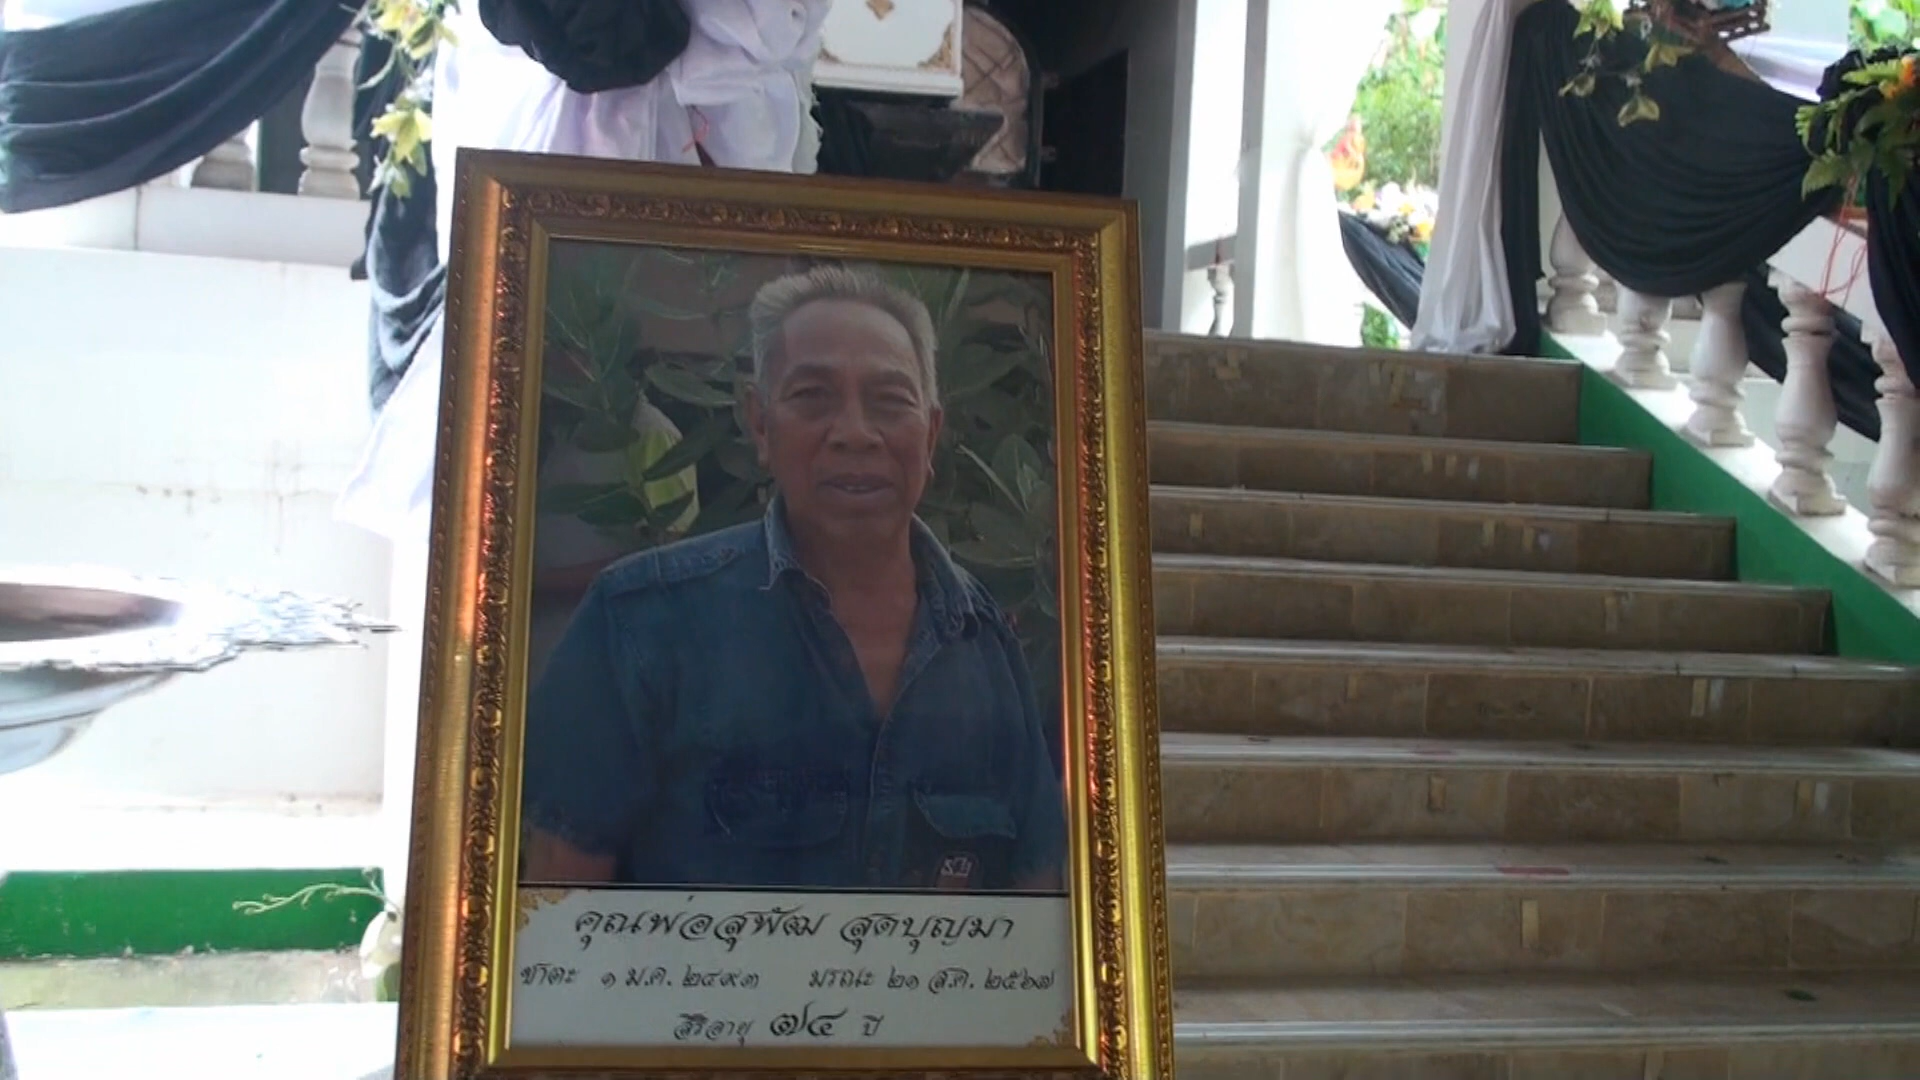 คุณพ่อสุพัฒ สุดบุญมา
ชาตะ ๑ ม.ค. ๒๔๙๓ มรณะ ๒๑ ส.ค. ๒๕๖๗
สิริอายุ ๗๔ ปี